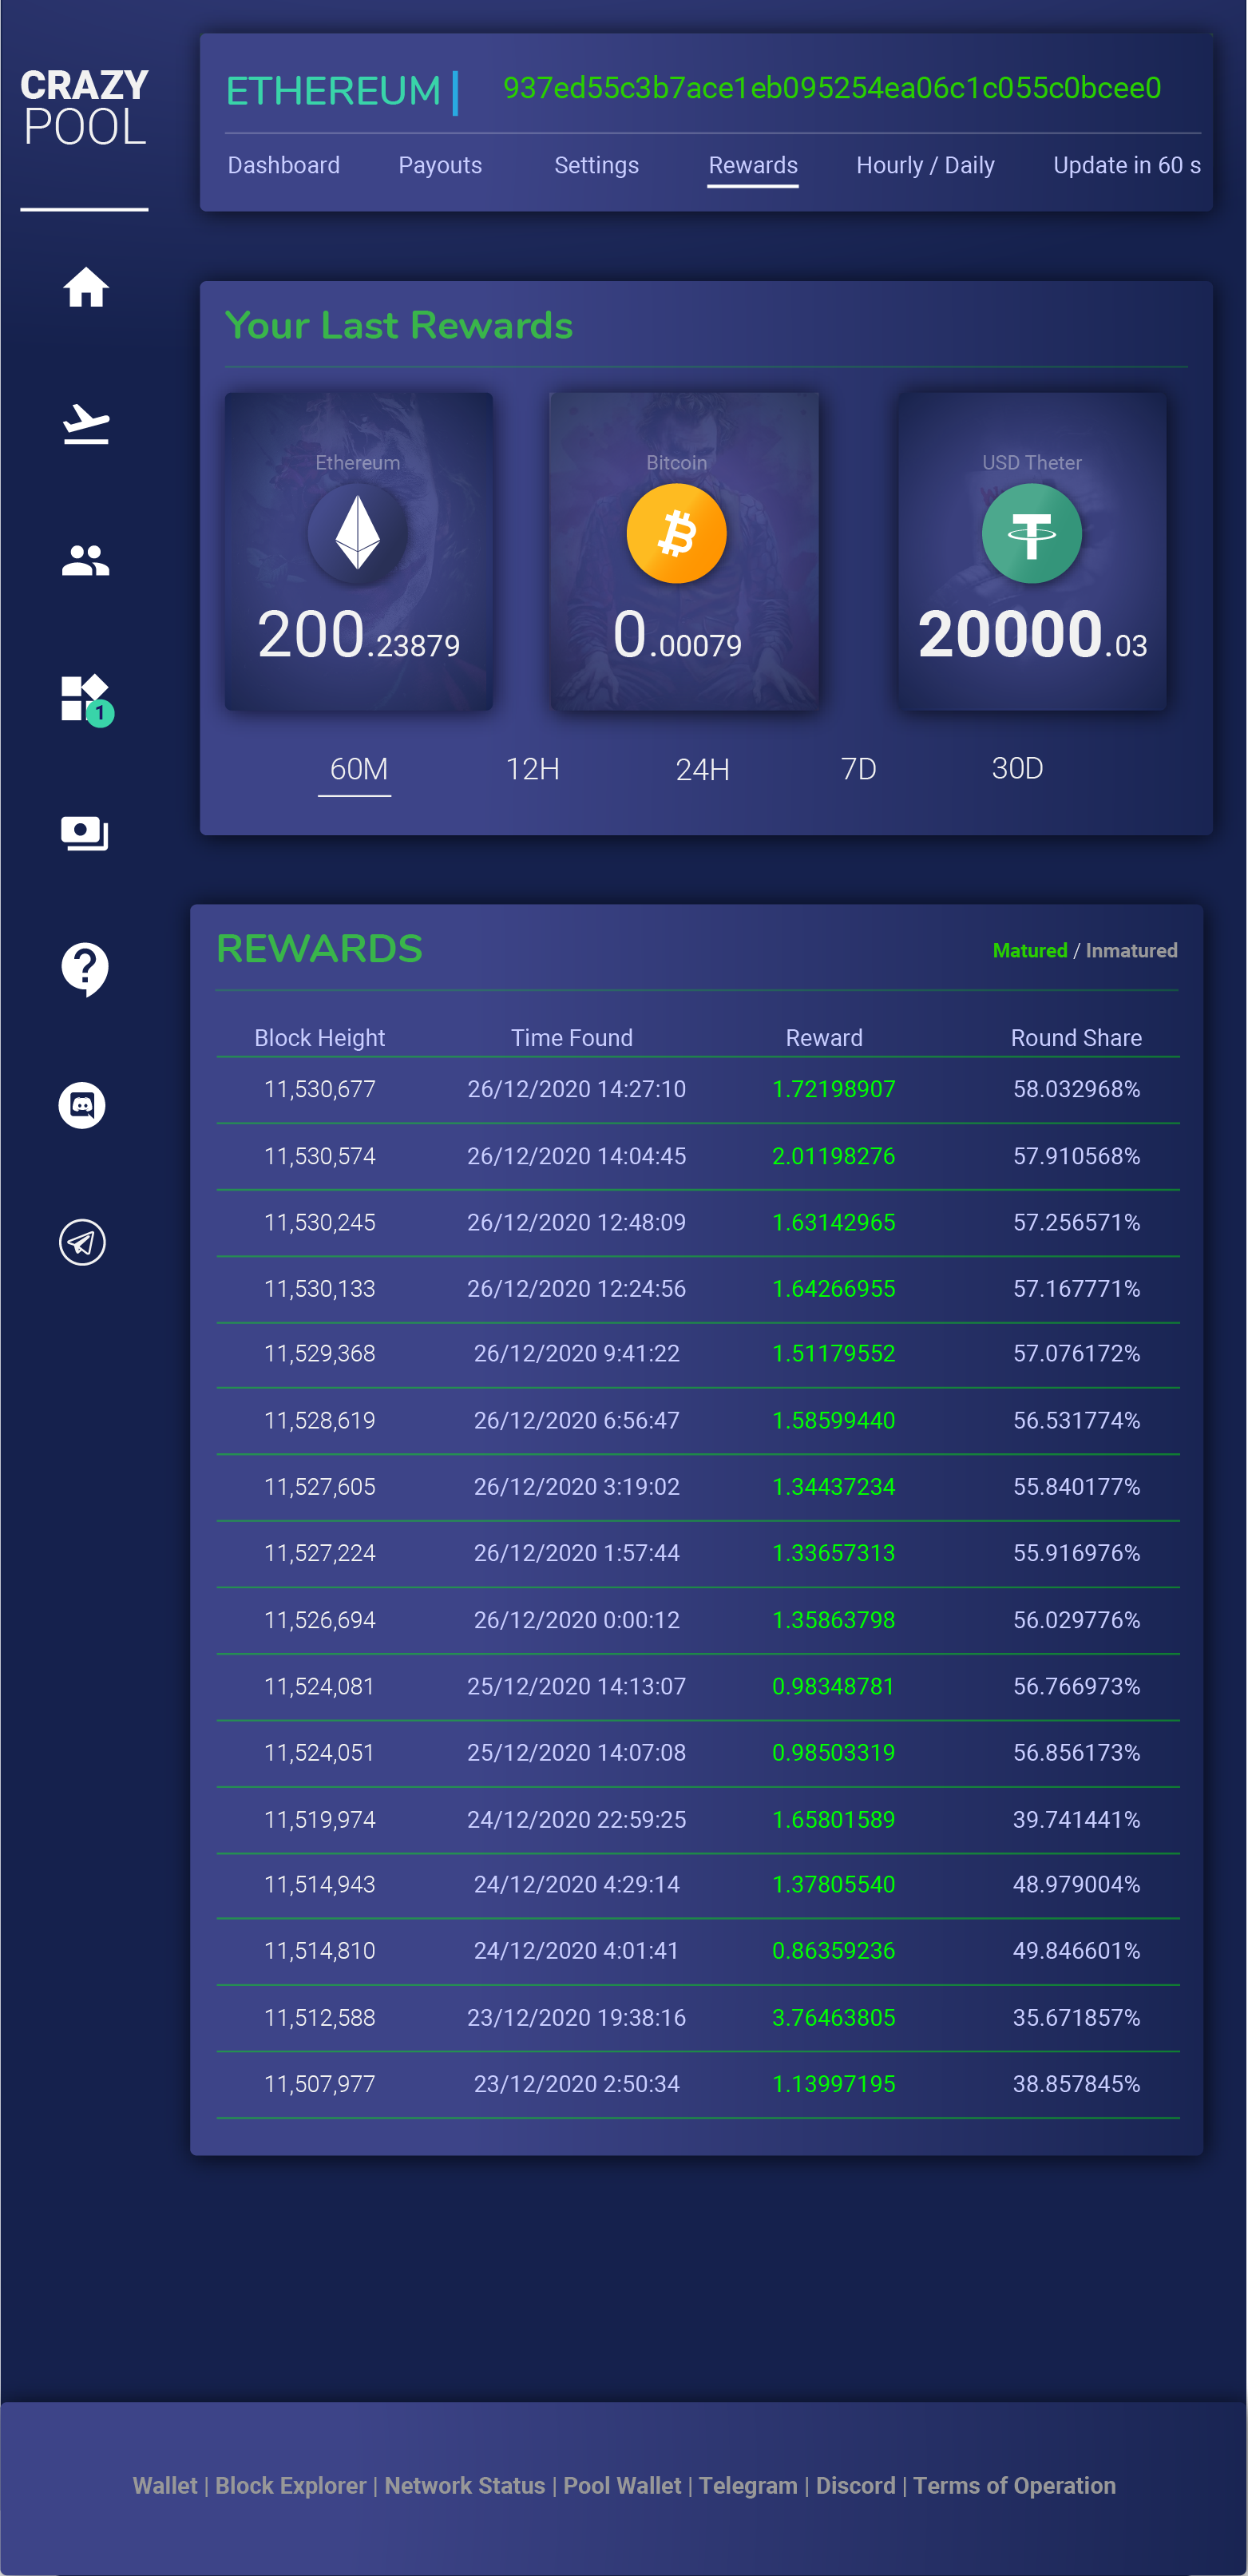 CRAZY
POOL
ETHEREUM
937ed55c3b7ace1eb095254ea06c1c055c0bcee0
Dashboard Payouts Settings Rewards Hourly / Daily Update in 60 s
Your Last Rewards
Ethereum Bitcoin USD Theter
200.23879 0.00079 20000.03
1
60M 12H 24H 7D 30D
REWARDS Matured / Inmatured
Block Height Time Found Reward Round Share
11,530,677 26/12/2020 14:27:10 1.72198907 58.032968%
11,530,574 26/12/2020 14:04:45 2.01198276 57.910568%
11,530,245 26/12/2020 12:48:09 1.63142965 57.256571%
11,530,133 26/12/2020 12:24:56 1.64266955 57.167771%
11,529,368 26/12/2020 9:41:22 1.51179552 57.076172%
11,528,619 26/12/2020 6:56:47 1.58599440 56.531774%
11,527,605 26/12/2020 3:19:02 1.34437234 55.840177%
11,527,224 26/12/2020 1:57:44 1.33657313 55.916976%
11,526,694 26/12/2020 0:00:12 1.35863798 56.029776%
11,524,081 25/12/2020 14:13:07 0.98348781 56.766973%
11,524,051 25/12/2020 14:07:08 0.98503319 56.856173%
11,519,974 24/12/2020 22:59:25 1.65801589 39.741441%
11,514,943 24/12/2020 4:29:14 1.37805540 48.979004%
11,514,810 24/12/2020 4:01:41 0.86359236 49.846601%
11,512,588 23/12/2020 19:38:16 3.76463805 35.671857%
11,507,977 23/12/2020 2:50:34 1.13997195 38.857845%
Wallet | Block Explorer | Network Status | Pool Wallet | Telegram | Discord | Terms of Operation